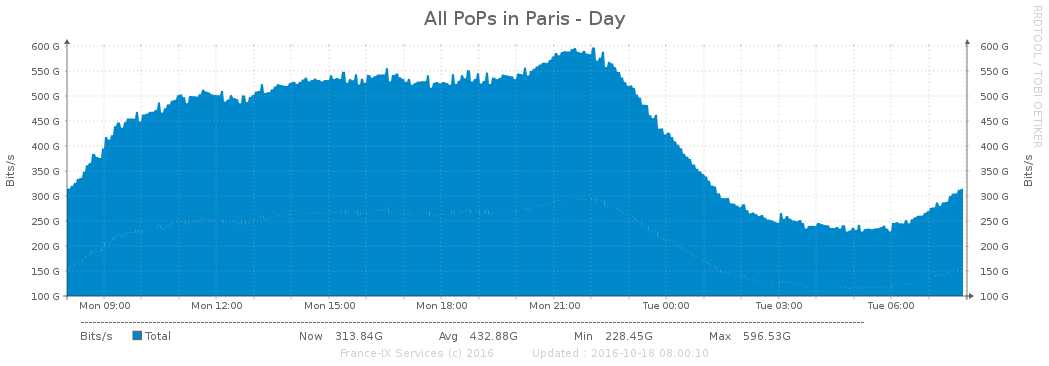 All PoPs in Paris - Day
RRDTOOL / TOBI OETIKER
600 G 600 G
550 G 550 G
500 G 500 G
450 G 450 G
400 G 400 G
350 G 350 G
300 G 300 G
250 G 250 G
200 G 200 G
150 G 150 G
100 G 100 G
Bits/s
Bits/s
Mon 09:00 Mon 12:00 Mon 15:00 Mon 18:00 Mon 21:00 Tue 00:00 Tue 03:00 Tue 06:00
Bits/s Total Now 313.84G Avg 432.88G Min 228.45G Max 596.53G
France-IX Services (c) 2016 Updated : 2016-10-18 08:00:10